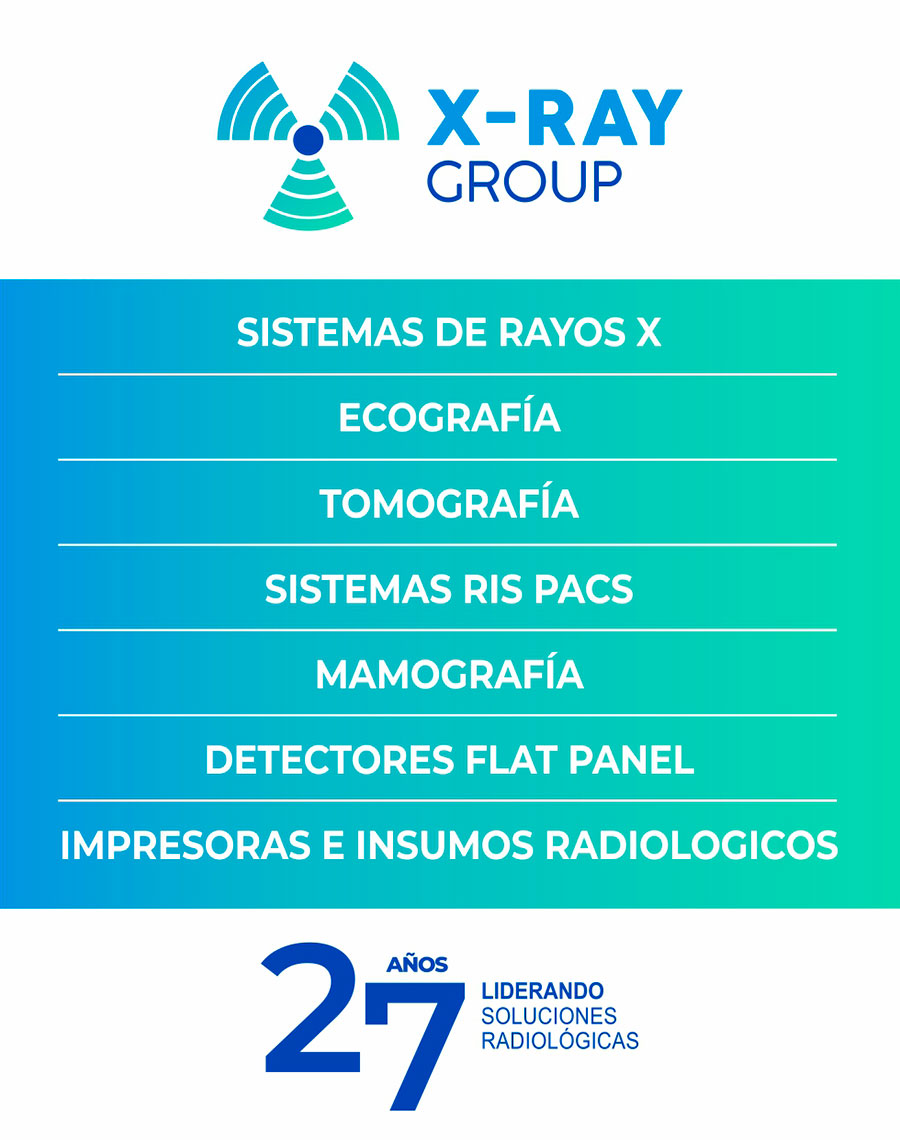 X-RAY
GROUP
SISTEMAS DE RAYOS X
ECOGRAFÍA
TOMOGRAFÍA
SISTEMAS RIS PACS
MAMOGRAFÍA
DETECTORES FLAT PANEL
IMPRESORAS E INSUMOS RADIOLOGICOS
27 AÑOS
LIDERANDO
SOLUCIONES
RADIOLÓGICAS